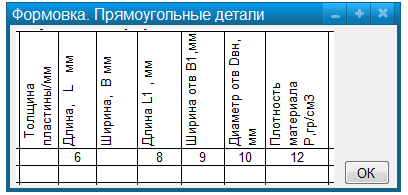 Формовка. Прямоугольные детали
Толщина
пластины/мм
Длина, L мм
Ширина, В мм
Длина L1 , мм
Ширина отв В1,мм
Диаметр отв Dвн,
мм
Плотность
материала
Р,гр/см3
6
8
9
10
12
ОК